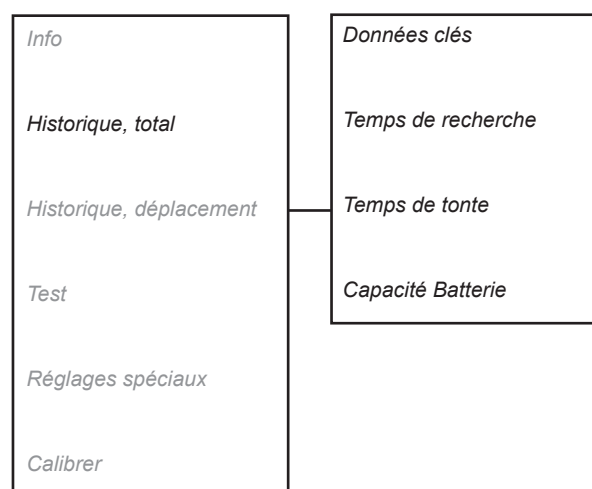 Info
Historique, total
Historique, déplacement
Test
Réglages spéciaux
Calibrer
Données clés
Temps de recherche
Temps de tonte
Capacité Batterie